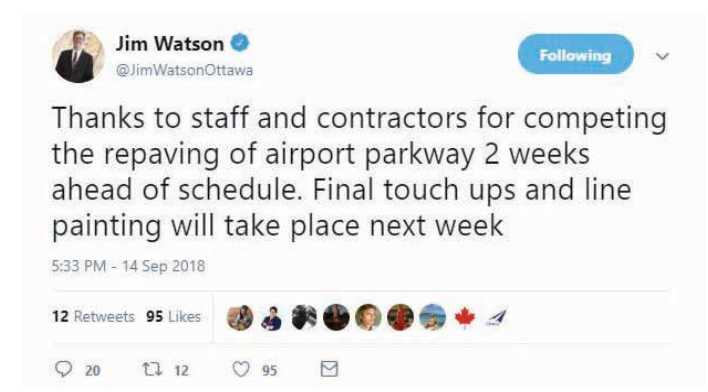 Jim Watson
@JimWatsonOttawa
Following
Thanks to staff and contractors for competing
the repaving of airport parkway 2 weeks
ahead of schedule. Final touch ups and line
painting will take place next week
5:33 PM - 14 Sep 2018
12 Retweets 95 Likes
20 12 95